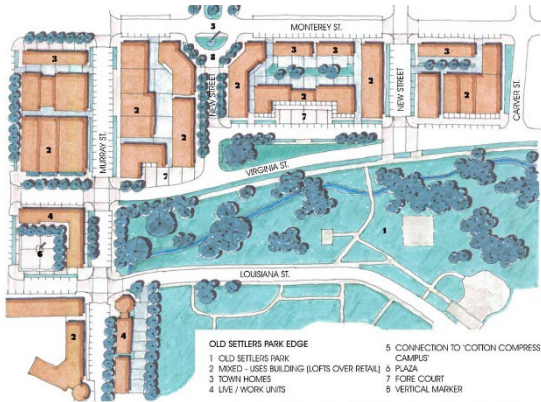 5
MONTEREY ST.
3
3
3
8
3
2
2
2
2
2
NEW STREET
NEW STREET
CARVER ST.
7
MURRAY ST.
2
2
7
VIRGINIA ST.
4
1
6
LOUISIANA ST.
2
4
OLD SETTLERS PARK EDGE
1 OLD SETTLERS PARK
2 MIXED - USES BUILDING (LOFTS OVER RETAIL)
3 TOWN HOMES
4 LIVE / WORK UNITS
5 CONNECTION TO 'COTTON COMPRESS
CAMPUS'
6 PLAZA
7 FORE COURT
8 VERTICAL MARKER